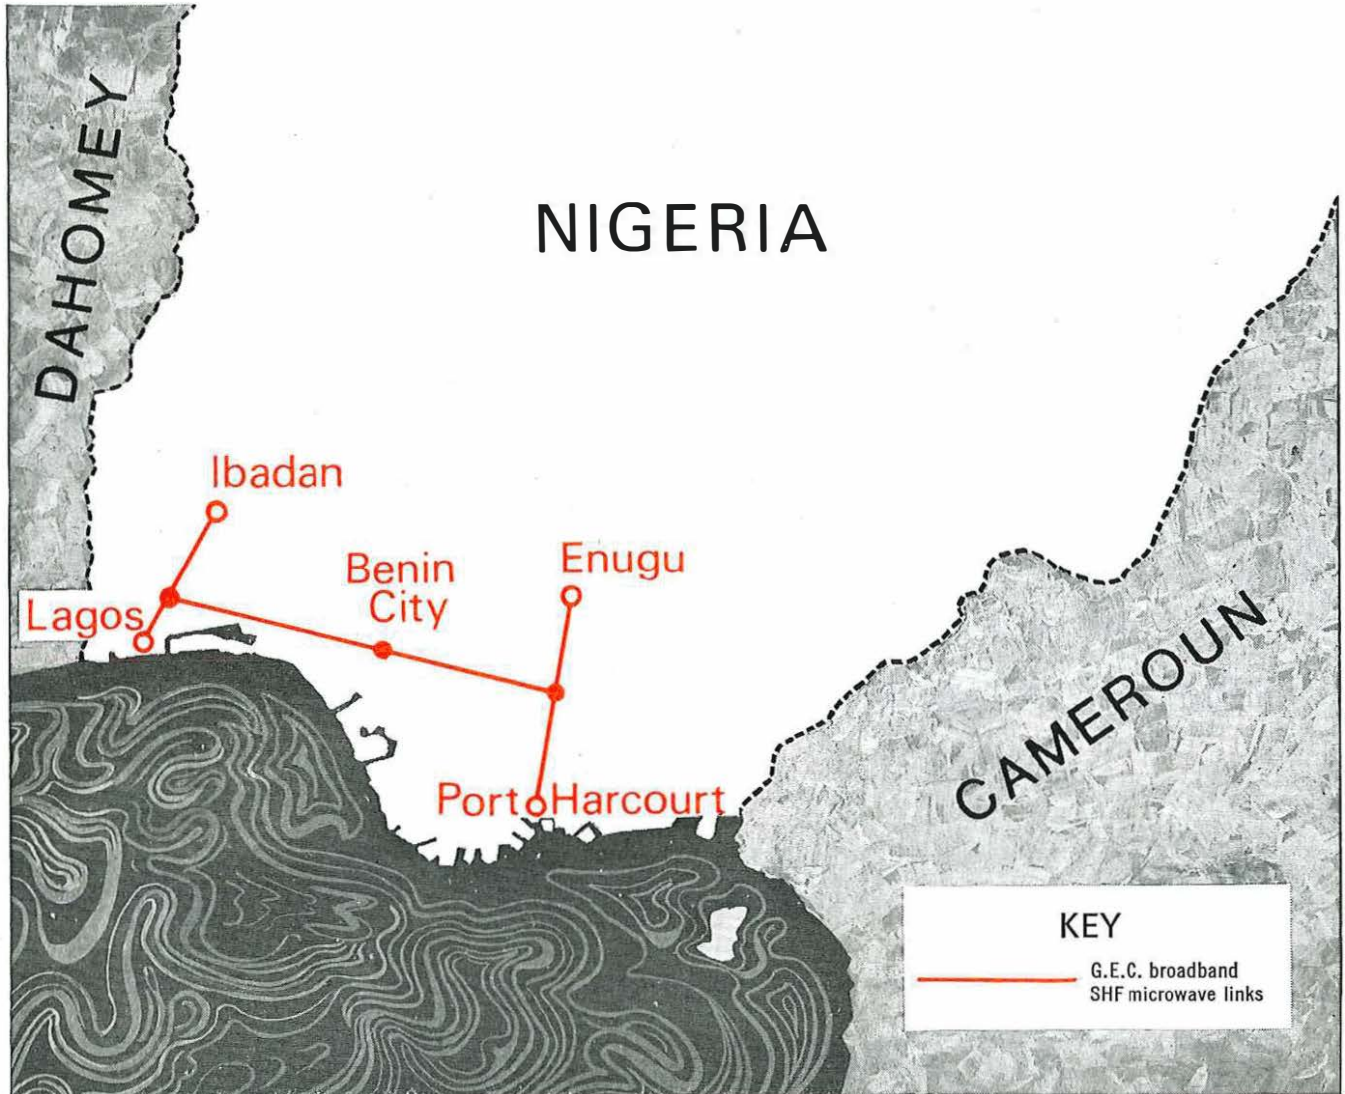 DAHOMEY
NIGERIA
Ibadan
Benin
City
Enugu
Lagos
Port Harcourt
CAMEROUN
KEY
G.E.C. broadband
SHF microwave links